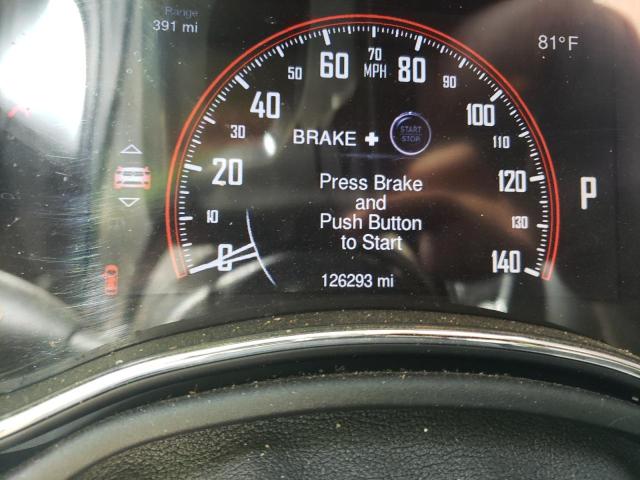 Range
391 mi
81°F
0
10
20
30
40
50
60
70
MPH
80
90
100
110
120
130
140
BRAKE +
START
STOP
Press Brake
and
Push Button
to Start
P
126293 mi